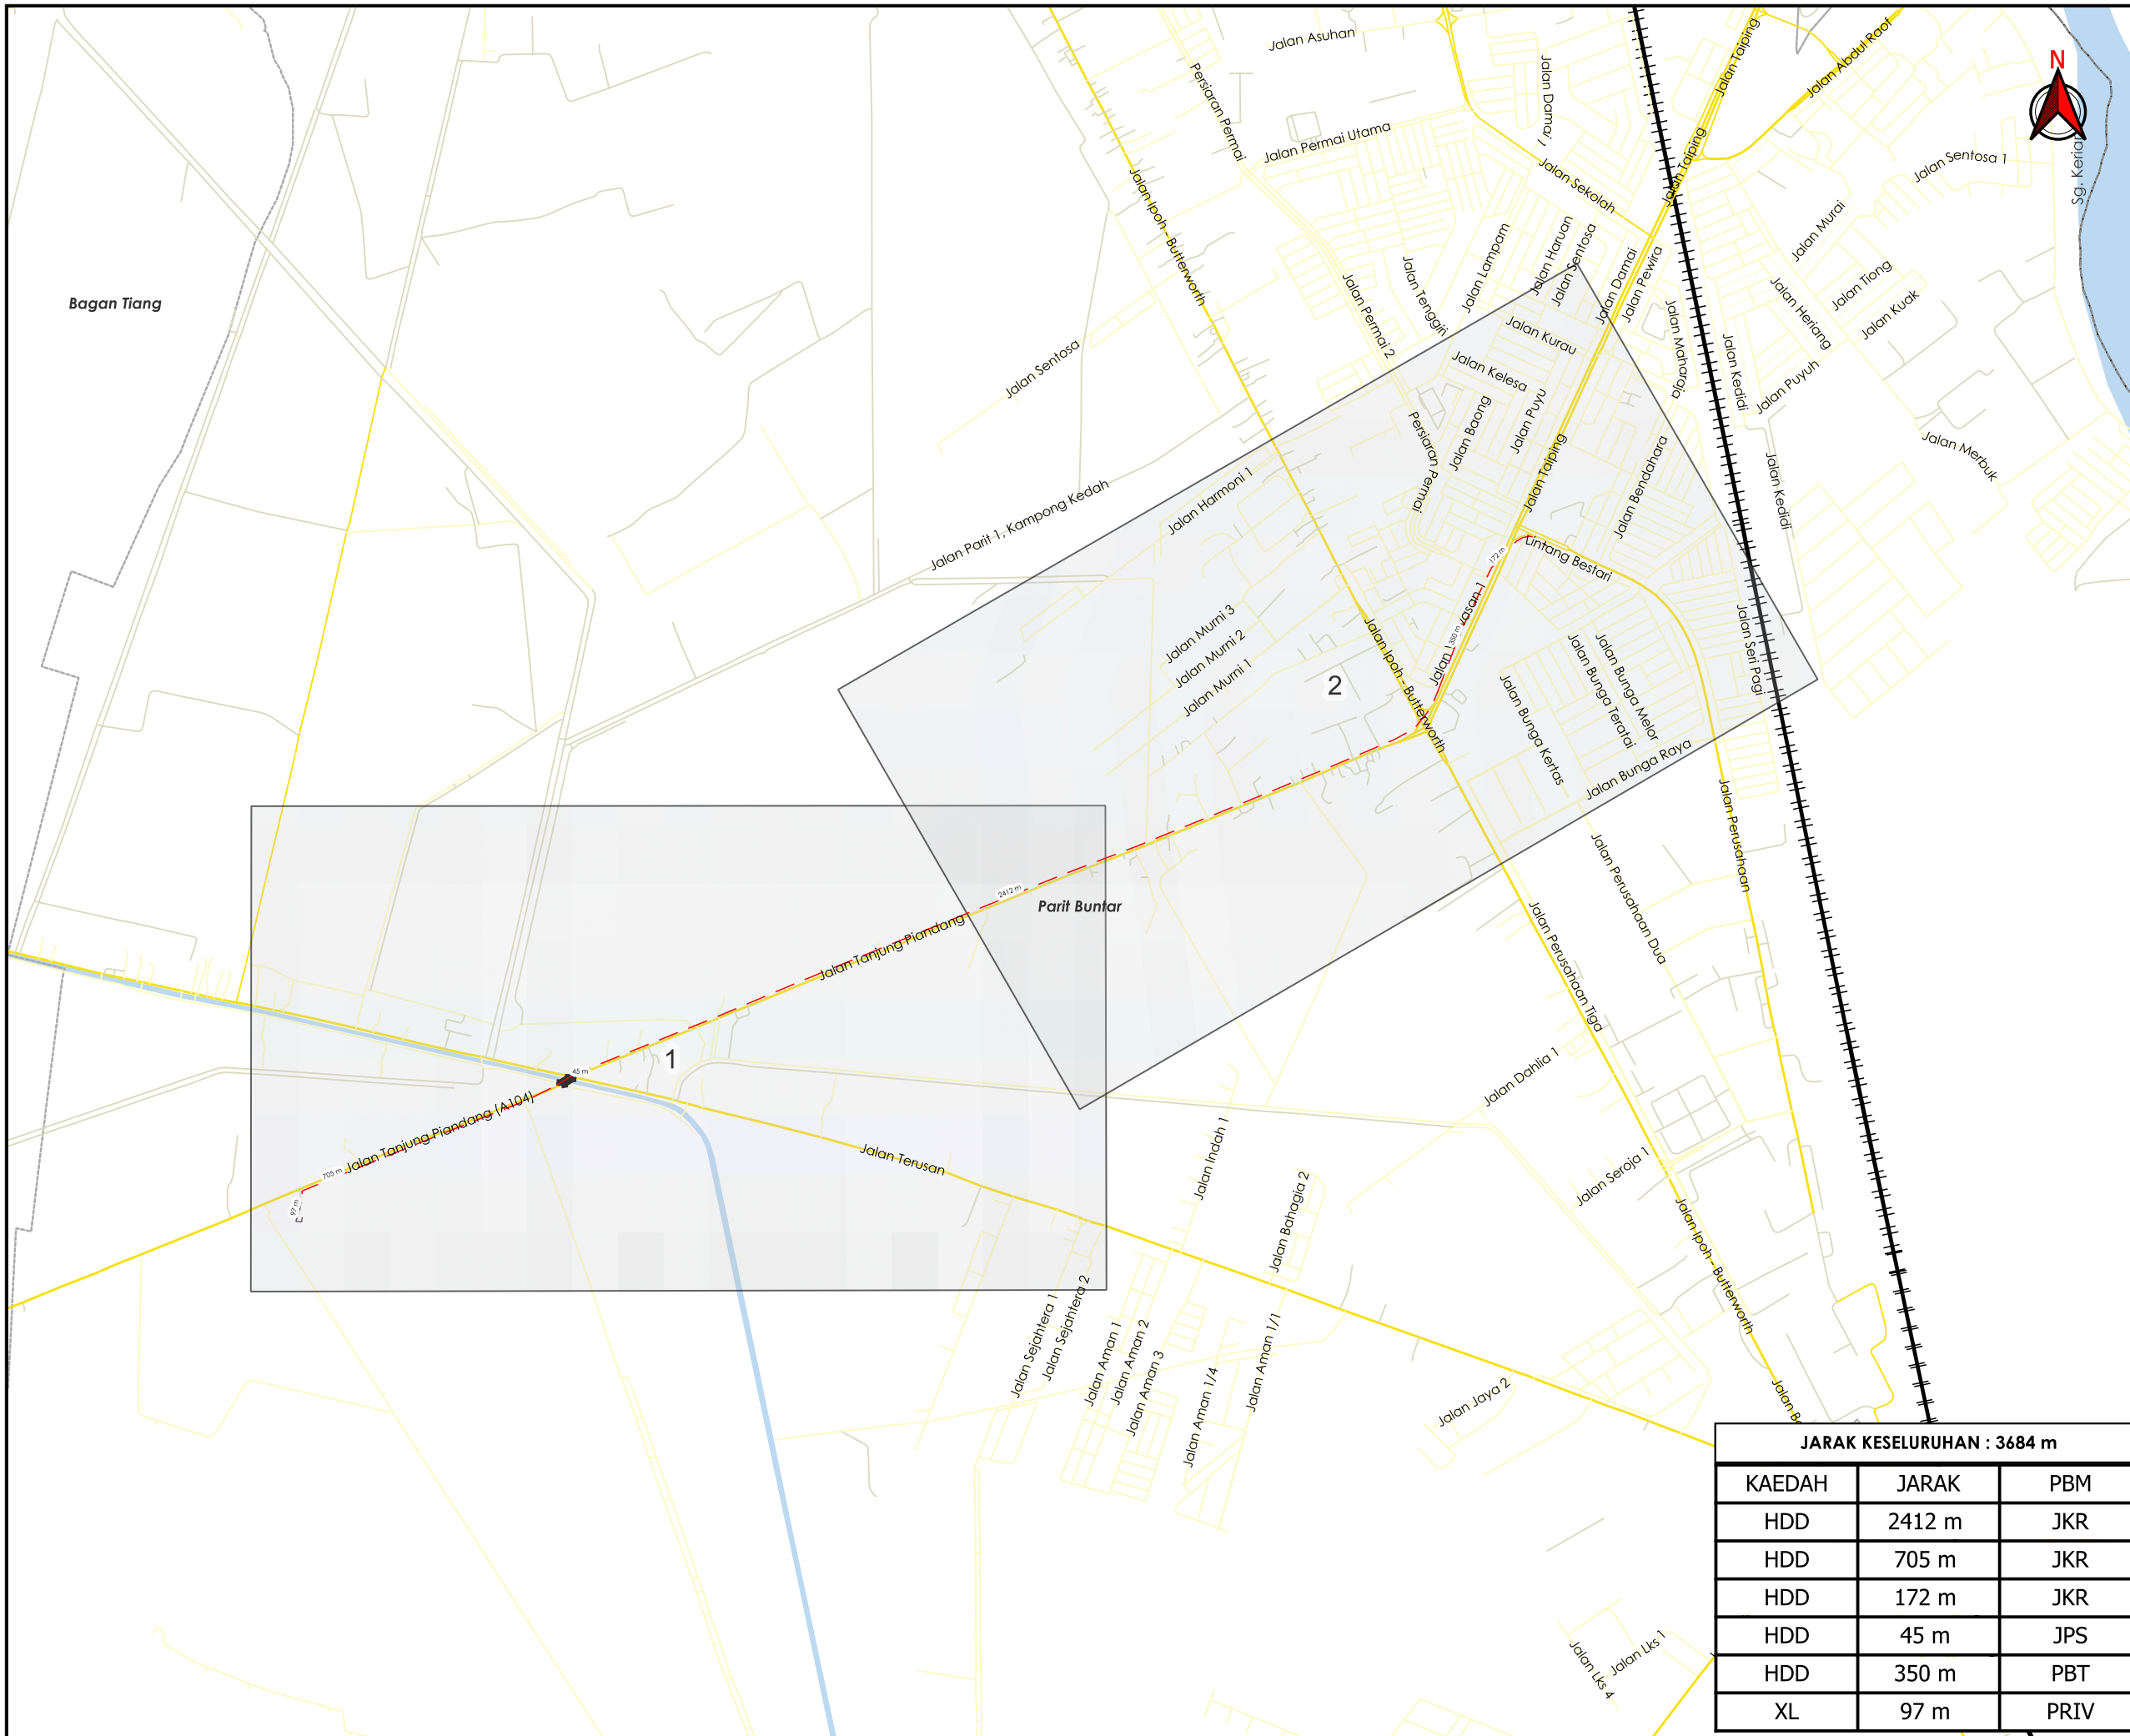 Jalan Asuhan
Jalan Taiping
Jalan Abdul Raof
N
Persiaran Permai
Jalan Damai 1
Jalan Permai Utama
Jalan Taiping
Jalan Sentosa 1
Sg. Kerian
Jalan Ipoh - Butterworth
Jalan Sekolah
Jalan Murai
Jalan Lampam
Jalan Haruan
Jalan Sentosa
Jalan Damai
Jalan Pewira
Jalan Tenggiri
Jalan Permai 2
Jalan Tiong
Jalan Heriang
Jalan Kuak
Bagan Tiang
Jalan Kurau
Jalan Maharaja
Jalan Kedidi
Jalan Sentosa
Jalan Kelesa
Jalan Puyuh
Jalan Puyu
Jalan Baong
Persiaran Permai
Jalan Taiping
Jalan Bendahara
Jalan Merbuk
Jalan Kedidi
Jalan Harmoni 1
Jalan Parit 1, Kampong Kedah
172 m
Lintang Bestari
350 m
Jalan Murni 3
Jalan Murni 2
Jalan Murni 1
Jalan Ipoh - Butterworth
Jalan Seri Pagi
2
Jalan Bunga Melor
Jalan Bunga Teratai
Jalan Bunga Kertas
Jalan Bunga Raya
Jalan Perusahaan
Jalan Perusahaan Dua
2412 m
Parit Buntar
Jalan Tanjung Piandang
Jalan Perusahaan Tiga
1
45 m
Jalan Dahlia 1
Jalan Tanjung Piandang (A104)
Jalan Terusan
Jalan Indah 1
705 m
97 m
Jalan Bahagia 2
Jalan Seroja 1
Jalan Ipoh - Butterworth
Jalan Sejahtera 1
Jalan Sejahtera 2
Jalan Aman 1
Jalan Aman 2
Jalan Aman 3
Jalan Aman 1/4
Jalan Aman 1/1
Jalan Jaya 2
Jalan Lks 1
Jalan Lks 4
JARAK KESELURUHAN : 3684 m
KAEDAH JARAK PBM
HDD 2412 m JKR
HDD 705 m JKR
HDD 172 m JKR
HDD 45 m JPS
HDD 350 m PBT
XL 97 m PRIV